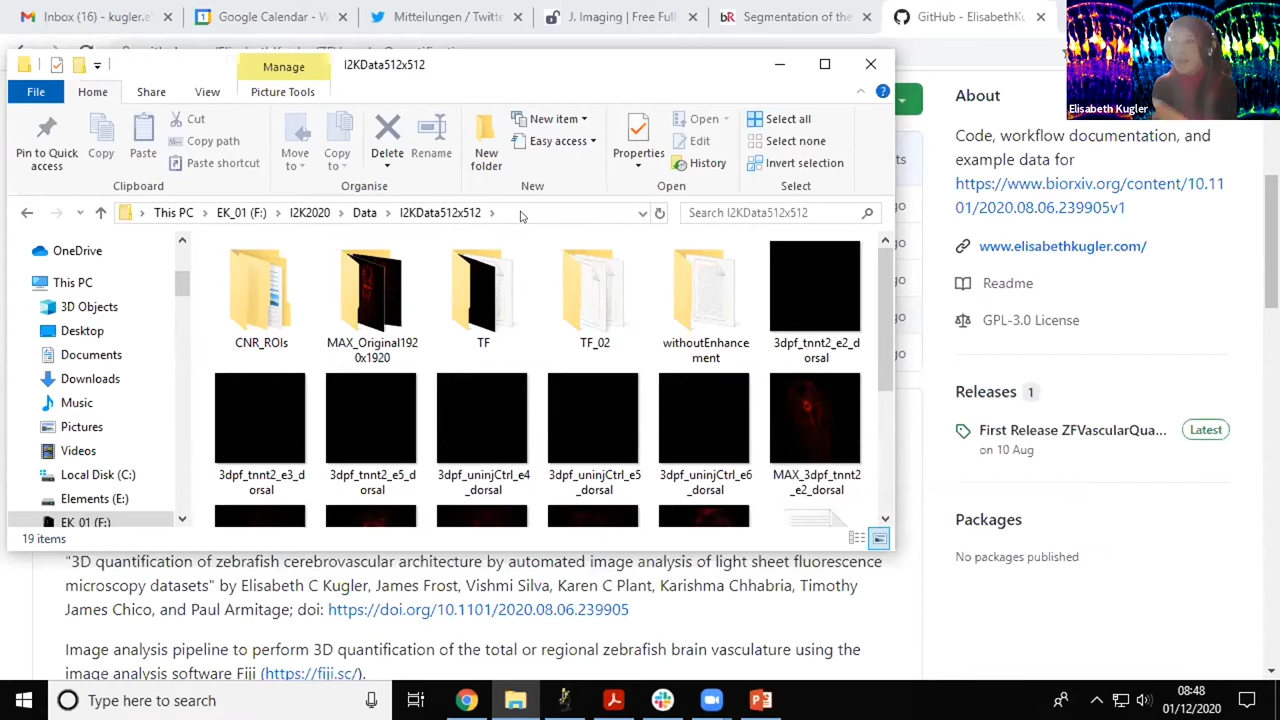 Inbox (16) - kugler.e
Google Calendar - W
Mitteilungen / Twitte
J. Imaging | Free Full
Segmentation of the
GitHub - ElisabethKu
Manage
I2KData512x512
File
Home
Share
View
Picture Tools
Pin to Quick access
Copy
Paste
Cut
Copy path
Paste shortcut
Move to
Copy to
Delete
Rename
New folder
New item
Easy access
Properties
Open
Edit
History
Select all
Select none
Invert selection
Clipboard
Organise
New
Open
Select
This PC > EK_01 (F:) > I2K2020 > Data > I2KData512x512 >
Search I2KData512x512
OneDrive
This PC
3D Objects
Desktop
Documents
Downloads
Music
Pictures
Videos
Local Disk (C:)
Elements (E:)
EK_01 (F:)
CNR_ROIs
MAX_Original192
0x1920
TF
TF_02
withoutEnhance
ment
3dpf_tnnt2_e2_d
orsal
3dpf_tnnt2_e3_d
orsal
3dpf_tnnt2_e5_d
orsal
3dpf_uninjCtrl_e4
_dorsal
3dpf_uninjCtrl_e5
_dorsal
3dpf_uninjCtrl_e6
_dorsal
MAX_3dpf_tnnt2
_e2_dorsal
19 items
Elisabeth Kugler
About
Code, workflow documentation, and
example data for
https://www.biorxiv.org/content/10.11
01/2020.08.06.239905v1
www.elisabethkugler.com/
Readme
GPL-3.0 License
Releases 1
First Release ZFVascularQua...
Latest
on 10 Aug
Packages
No packages published
"3D quantification of zebrafish cerebrovascular architecture by automated image analysis of light sheet fluorescence
microscopy datasets" by Elisabeth C Kugler, James Frost, Vishmi Silva, Karen C Plant, Karishma Chhabria, Timothy
James Chico, and Paul Armitage; doi: https://doi.org/10.1101/2020.08.06.239905
Image analysis pipeline to perform 3D quantification of the total or regional zebrafish brain vasculature using the
image analysis software Fiji (https://fiji.sc/).
Type here to search
08:48
01/12/2020